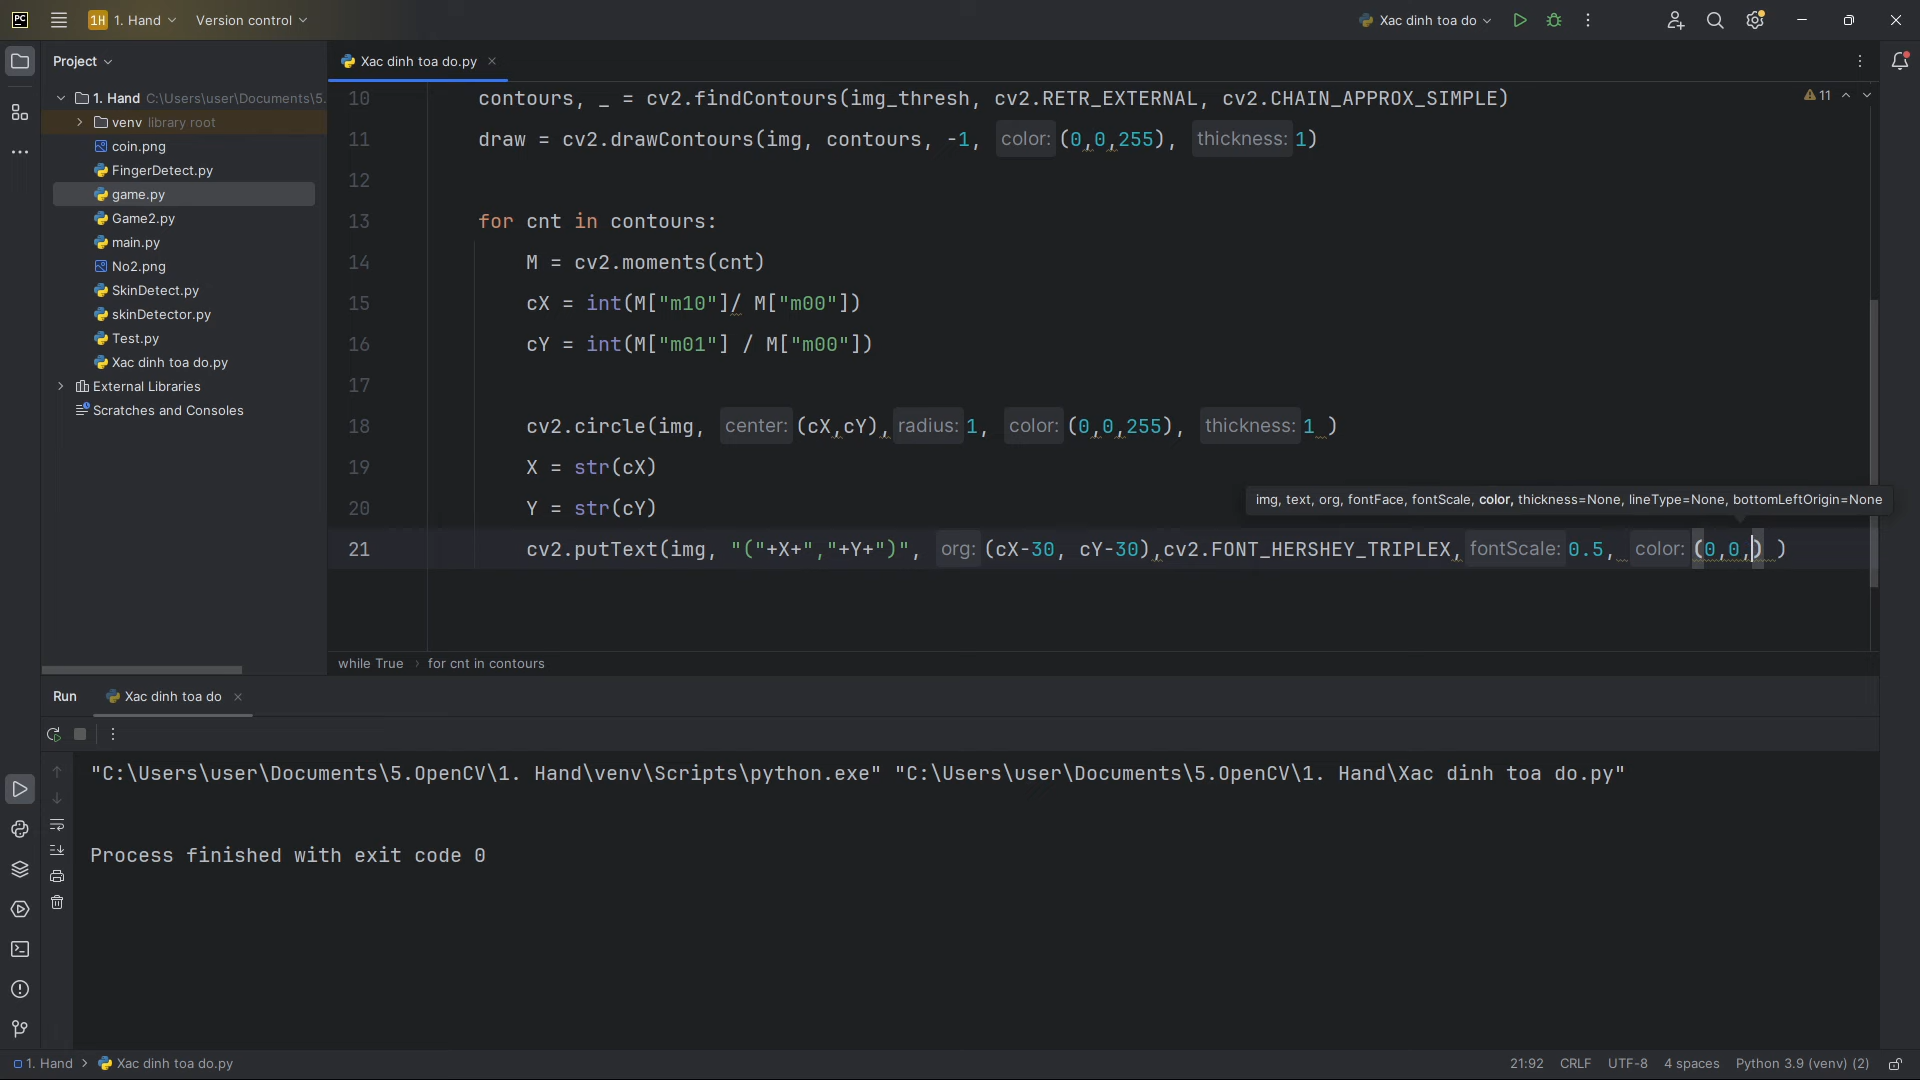 PC
1H 1. Hand
Version control
Xac dinh toa do
Project
Xac dinh toa do.py
1. Hand C:\Users\user\Documents\5.
venv library root
coin.png
FingerDetect.py
game.py
Game2.py
main.py
No2.png
SkinDetect.py
skinDetector.py
Test.py
Xac dinh toa do.py
External Libraries
Scratches and Consoles
11
10 contours, _ = cv2.findContours(img_thresh, cv2.RETR_EXTERNAL, cv2.CHAIN_APPROX_SIMPLE)
11 draw = cv2.drawContours(img, contours, -1, color: (0,0,255), thickness: 1)
12
13 for cnt in contours:
14 M = cv2.moments(cnt)
15 cX = int(M["m10"]/ M["m00"])
16 cY = int(M["m01"] / M["m00"])
17
18 cv2.circle(img, center: (cX,cY), radius: 1, color: (0,0,255), thickness: 1 )
19 X = str(cX)
20 Y = str(cY)
img, text, org, fontFace, fontScale, color, thickness=None, lineType=None, bottomLeftOrigin=None
21 cv2.putText(img, "("+X+","+Y+")", org: (cX-30, cY-30),cv2.FONT_HERSHEY_TRIPLEX, fontScale: 0.5, color: (0,0,) )
while True › for cnt in contours
Run
Xac dinh toa do
"C:\Users\user\Documents\5.OpenCV\1. Hand\venv\Scripts\python.exe" "C:\Users\user\Documents\5.OpenCV\1. Hand\Xac dinh toa do.py"
Process finished with exit code 0
1. Hand > Xac dinh toa do.py
21:92 CRLF UTF-8 4 spaces Python 3.9 (venv) (2)